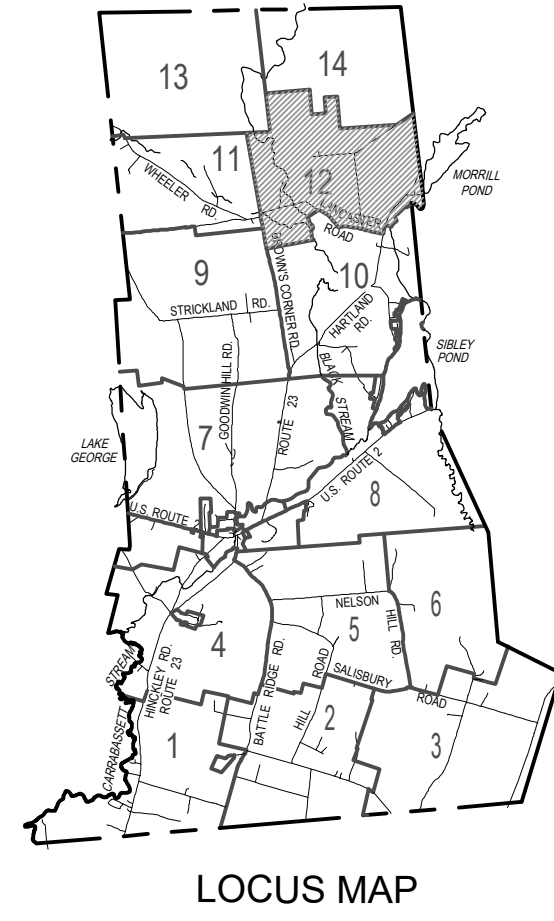 13
14
11
WHEELER RD.
12
MORRILL
POND
LANCASTER
ROAD
BROWN'S CORNER RD.
9
10
STRICKLAND RD.
HARTLAND
RD.
SIBLEY
POND
GOODWIN HILL RD.
BLACK STREAM
ROUTE 23
LAKE
GEORGE
7
U.S. ROUTE 2
U.S. ROUTE 2
8
NELSON
HILL RD.
6
5
4
HINCKLEY RD.
ROUTE 23
BATTLE RIDGE RD.
SALISBURY
ROAD
HILL
ROAD
CARRABASSETT
STREAM
2
1
3
LOCUS MAP